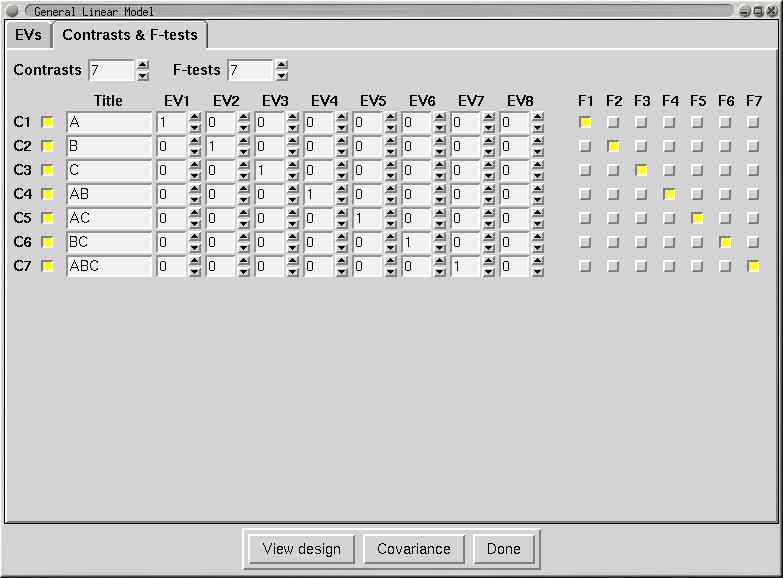 General Linear Model
EVs Contrasts & F-tests
Contrasts 7 F-tests 7
Title EV1 EV2 EV3 EV4 EV5 EV6 EV7 EV8 F1 F2 F3 F4 F5 F6 F7
C1 A 1 0 0 0 0 0 0 0
C2 B 0 1 0 0 0 0 0 0
C3 C 0 0 1 0 0 0 0 0
C4 AB 0 0 0 1 0 0 0 0
C5 AC 0 0 0 0 1 0 0 0
C6 BC 0 0 0 0 0 1 0 0
C7 ABC 0 0 0 0 0 0 1 0
View design Covariance Done